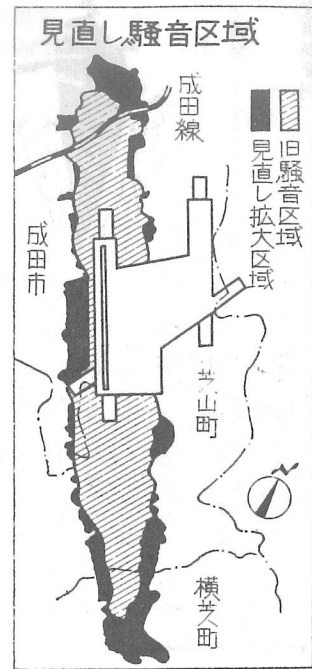 見直し騒音区域
成田線
旧騒音区域
見直し拡大区域
成田市
芝山町
横芝町